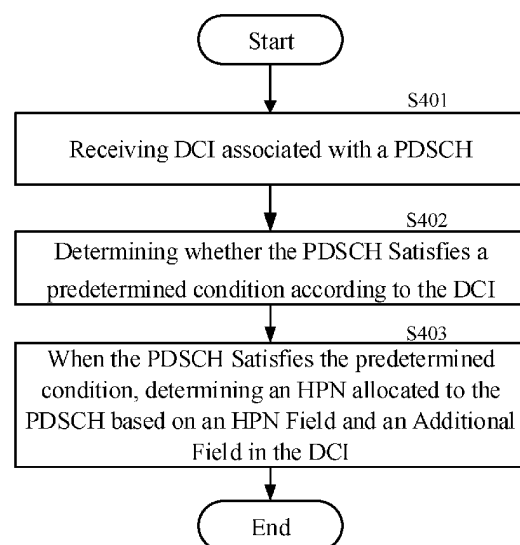 Start
S401
Receiving DCI associated with a PDSCH
S402
Determining whether the PDSCH Satisfies a
predetermined condition according to the DCI
S403
When the PDSCH Satisfies the predetermined
condition, determining an HPN allocated to the
PDSCH based on an HPN Field and an Additional
Field in the DCI
End